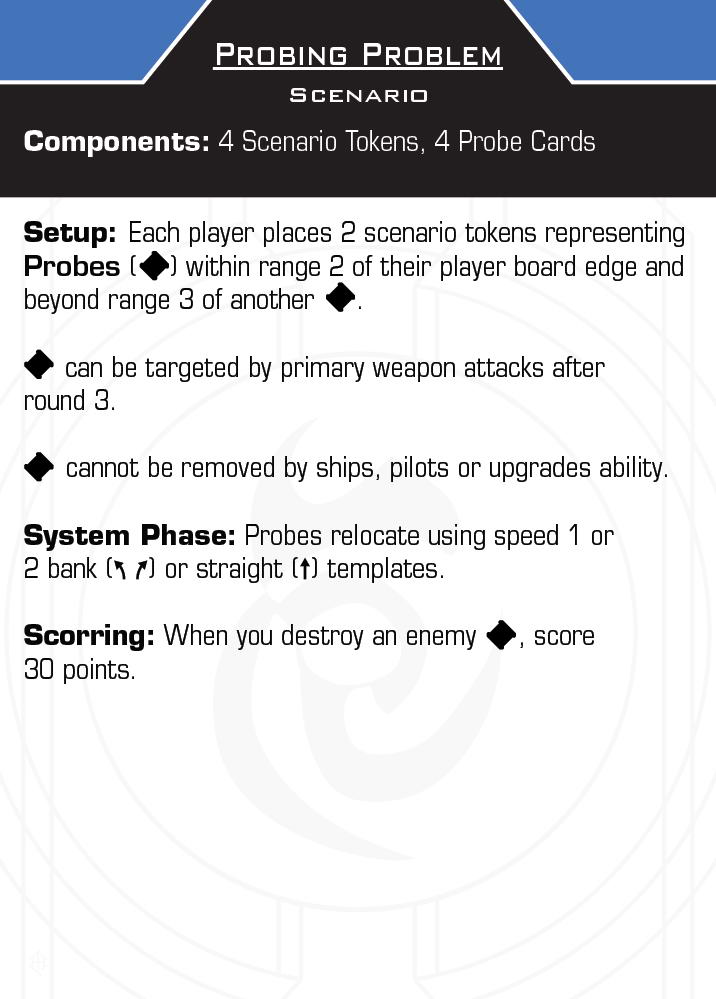 Probing Problem
Scenario
Components: 4 Scenario Tokens, 4 Probe Cards
Setup: Each player places 2 scenario tokens representing
Probes (◆) within range 2 of their player board edge and
beyond range 3 of another ◆.
◆ can be targeted by primary weapon attacks after
round 3.
◆ cannot be removed by ships, pilots or upgrades ability.
System Phase: Probes relocate using speed 1 or
2 bank (↖ ↗) or straight (↑) templates.
Scorring: When you destroy an enemy ◆, score
30 points.